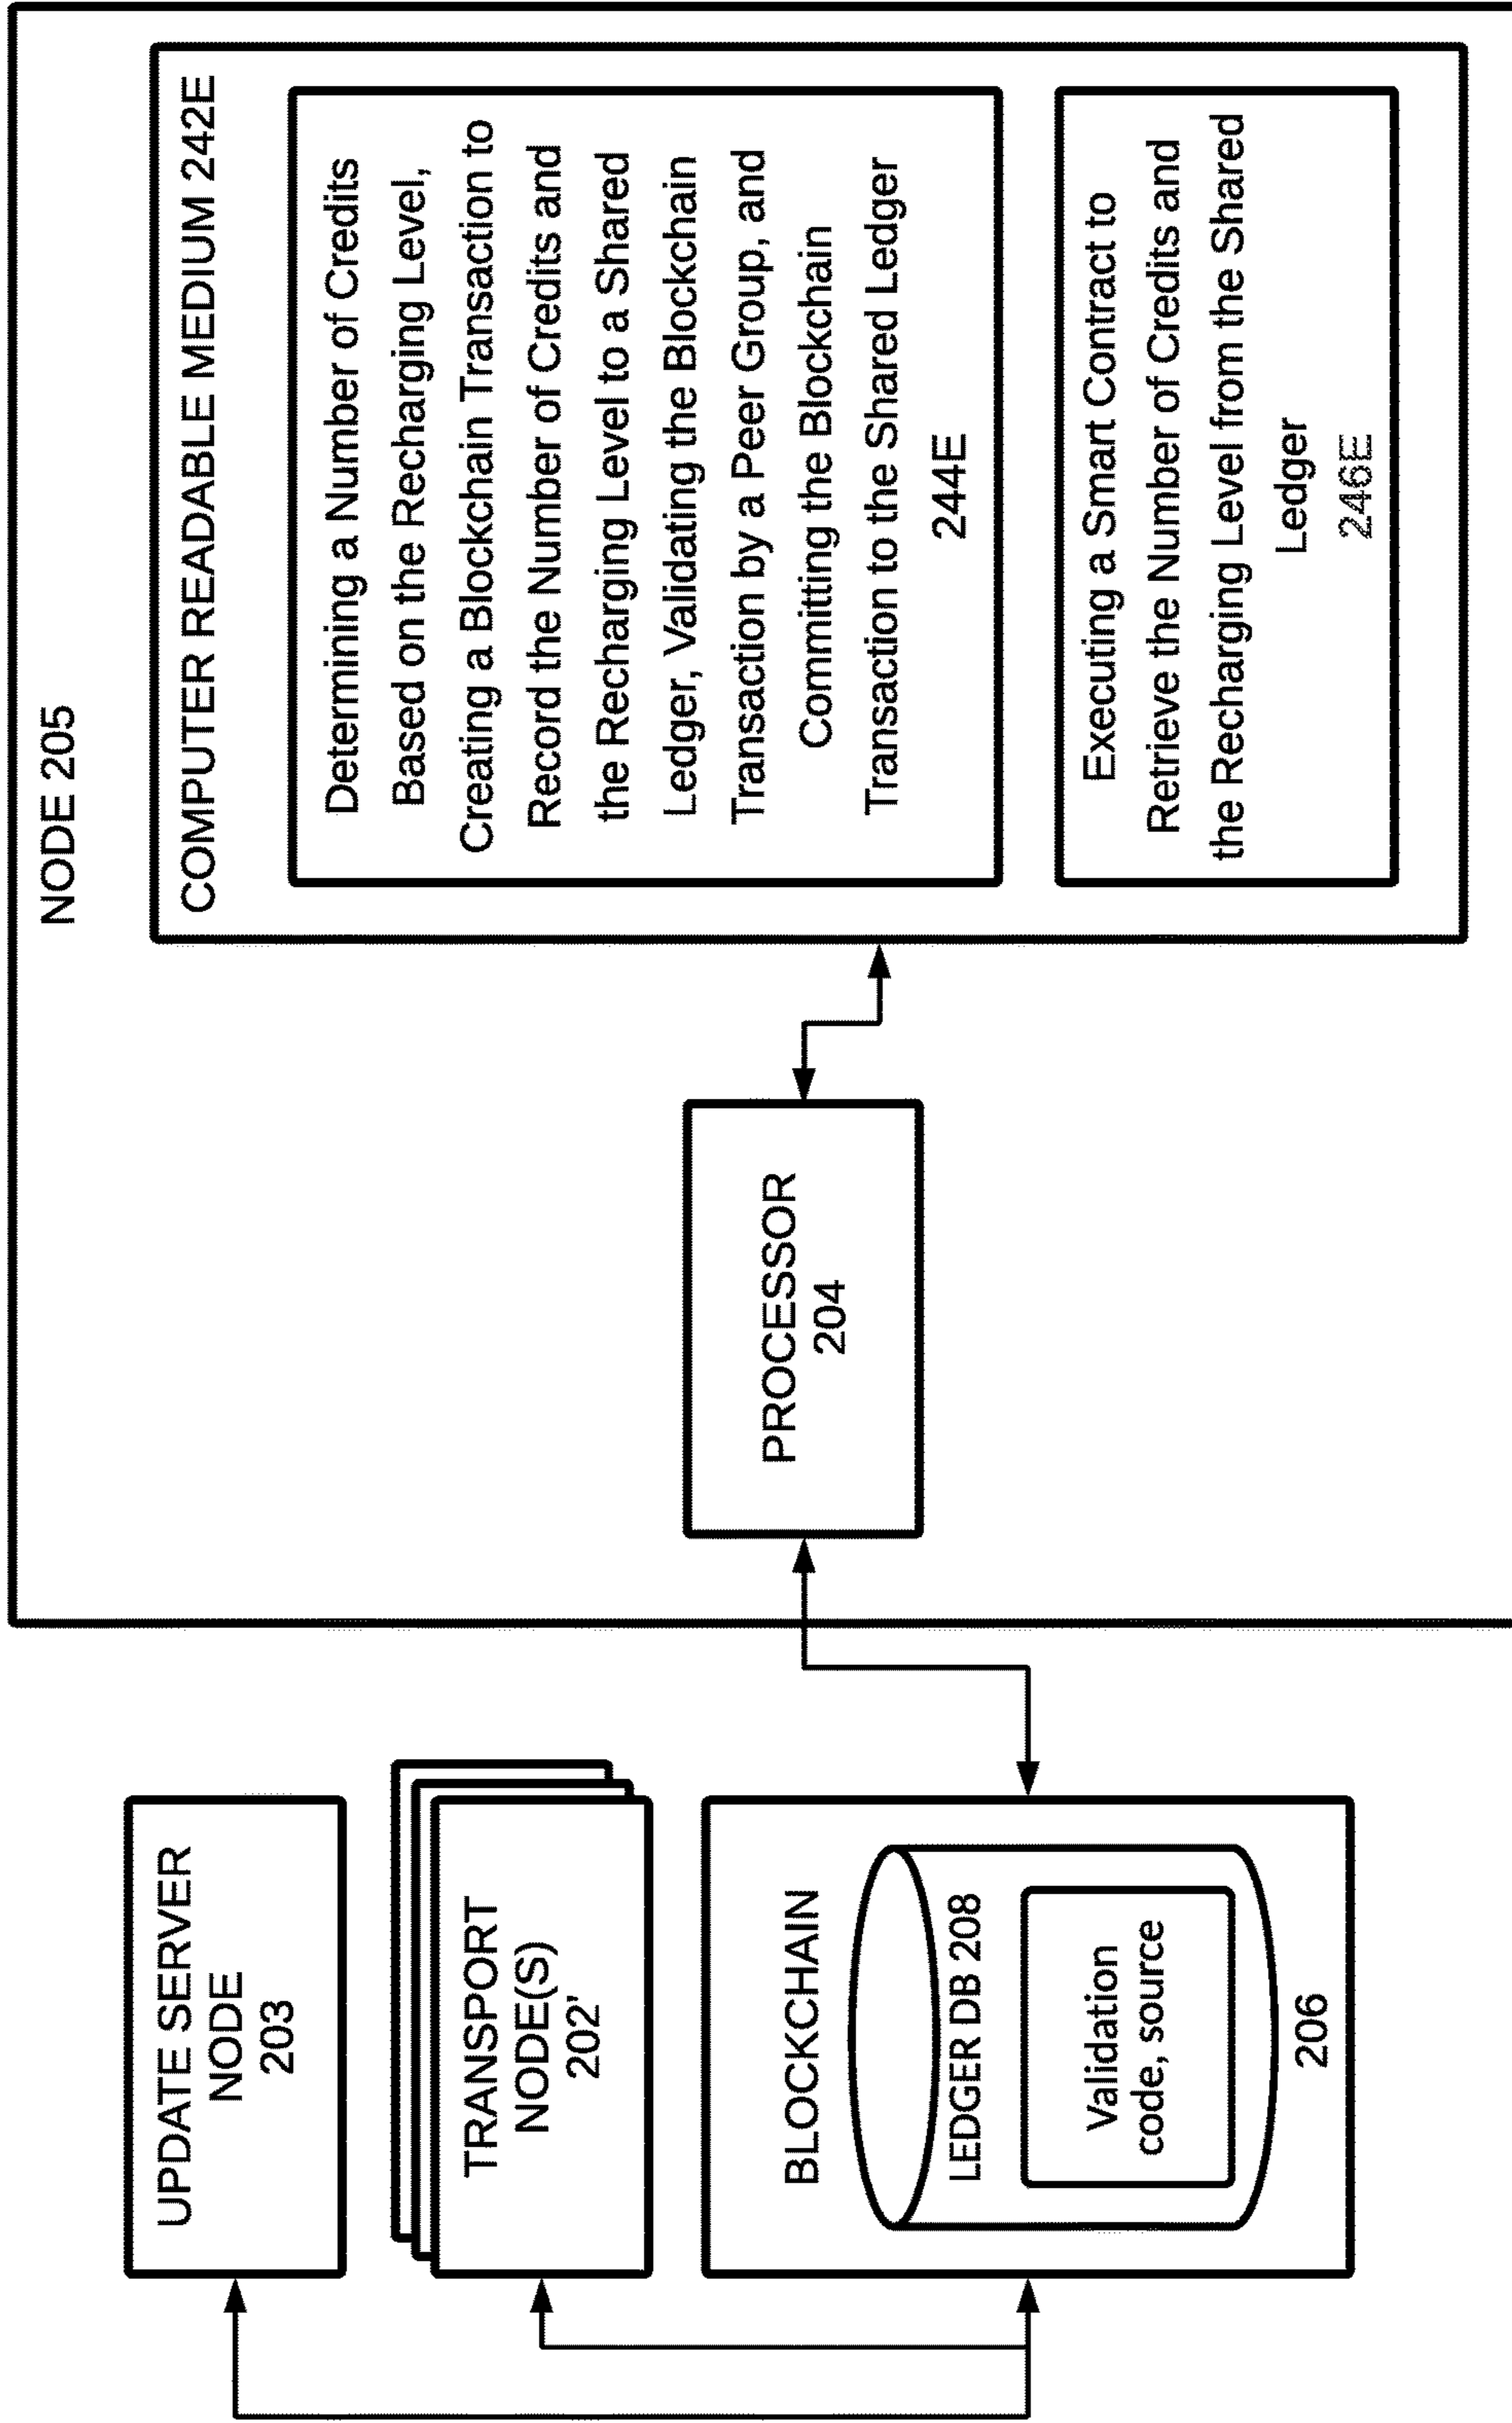 NODE 205
COMPUTER READABLE MEDIUM 242E
Determining a Number of Credits
Based on the Recharging Level,
Creating a Blockchain Transaction to
Record the Number of Credits and
the Recharging Level to a Shared
Ledger, Validating the Blockchain
Transaction by a Peer Group, and
Committing the Blockchain
Transaction to the Shared Ledger
244E
Executing a Smart Contract to
Retrieve the Number of Credits and
the Recharging Level from the Shared
Ledger
246E
PROCESSOR
204
UPDATE SERVER
NODE
203
TRANSPORT
NODE(S)
202'
BLOCKCHAIN
LEDGER DB 208
Validation
code, source
206